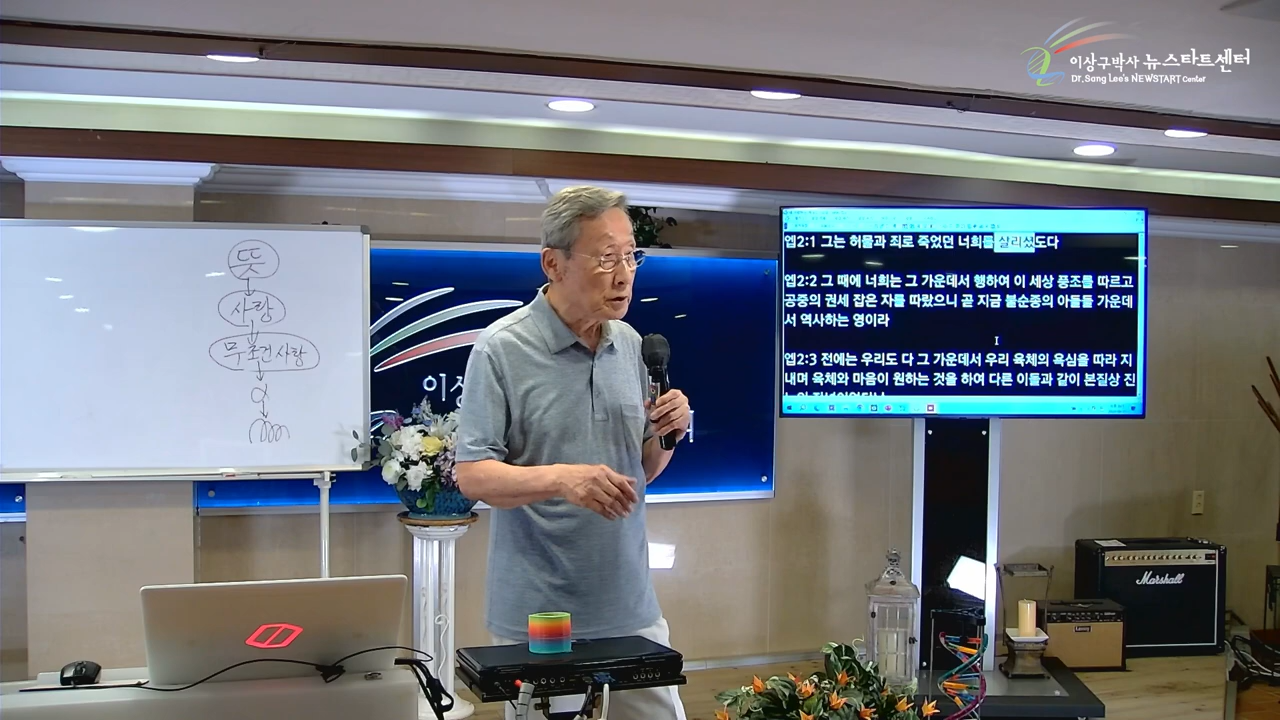 이상구박사 뉴스타트센터
Dr. Sang Lee's NEWSTART Center
뜻
사랑
무조건사랑
α
이상
엡2:1 그는 허물과 죄로 죽었던 너희를 살리셨도다
엡2:2 그 때에 너희는 그 가운데서 행하여 이 세상 풍조를 따르고
공중의 권세 잡은 자를 따랐으니 곧 지금 불순종의 아들들 가운데
서 역사하는 영이라
엡2:3 전에는 우리도 다 그 가운데서 우리 육체의 욕심을 따라 지
내며 육체와 마음이 원하는 것을 하여 다른 이들과 같이 본질상 진
Marshall
Laney